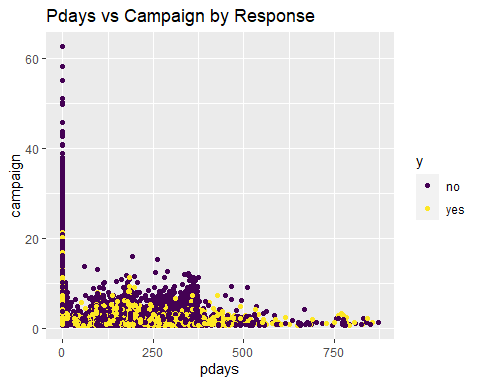 Pdays vs Campaign by Response
60
40
20
0
campaign
0 250 500 750
pdays
y
no
yes